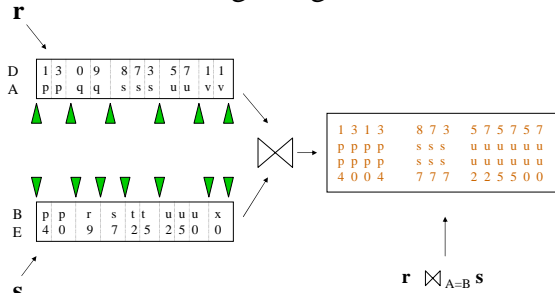 r
D 1 3 0 9 8 7 3 5 7 1 1
A p p q q s s s u u v v
1 3 1 3 8 7 3 5 7 5 7 5 7
p p p p s s s u u u u u u
p p p p s s s u u u u u u
4 0 0 4 7 7 7 2 2 5 5 0 0
B p p r s t t u u u x
E 4 0 9 7 2 5 2 5 0 0
s
r ⋈ A=B s